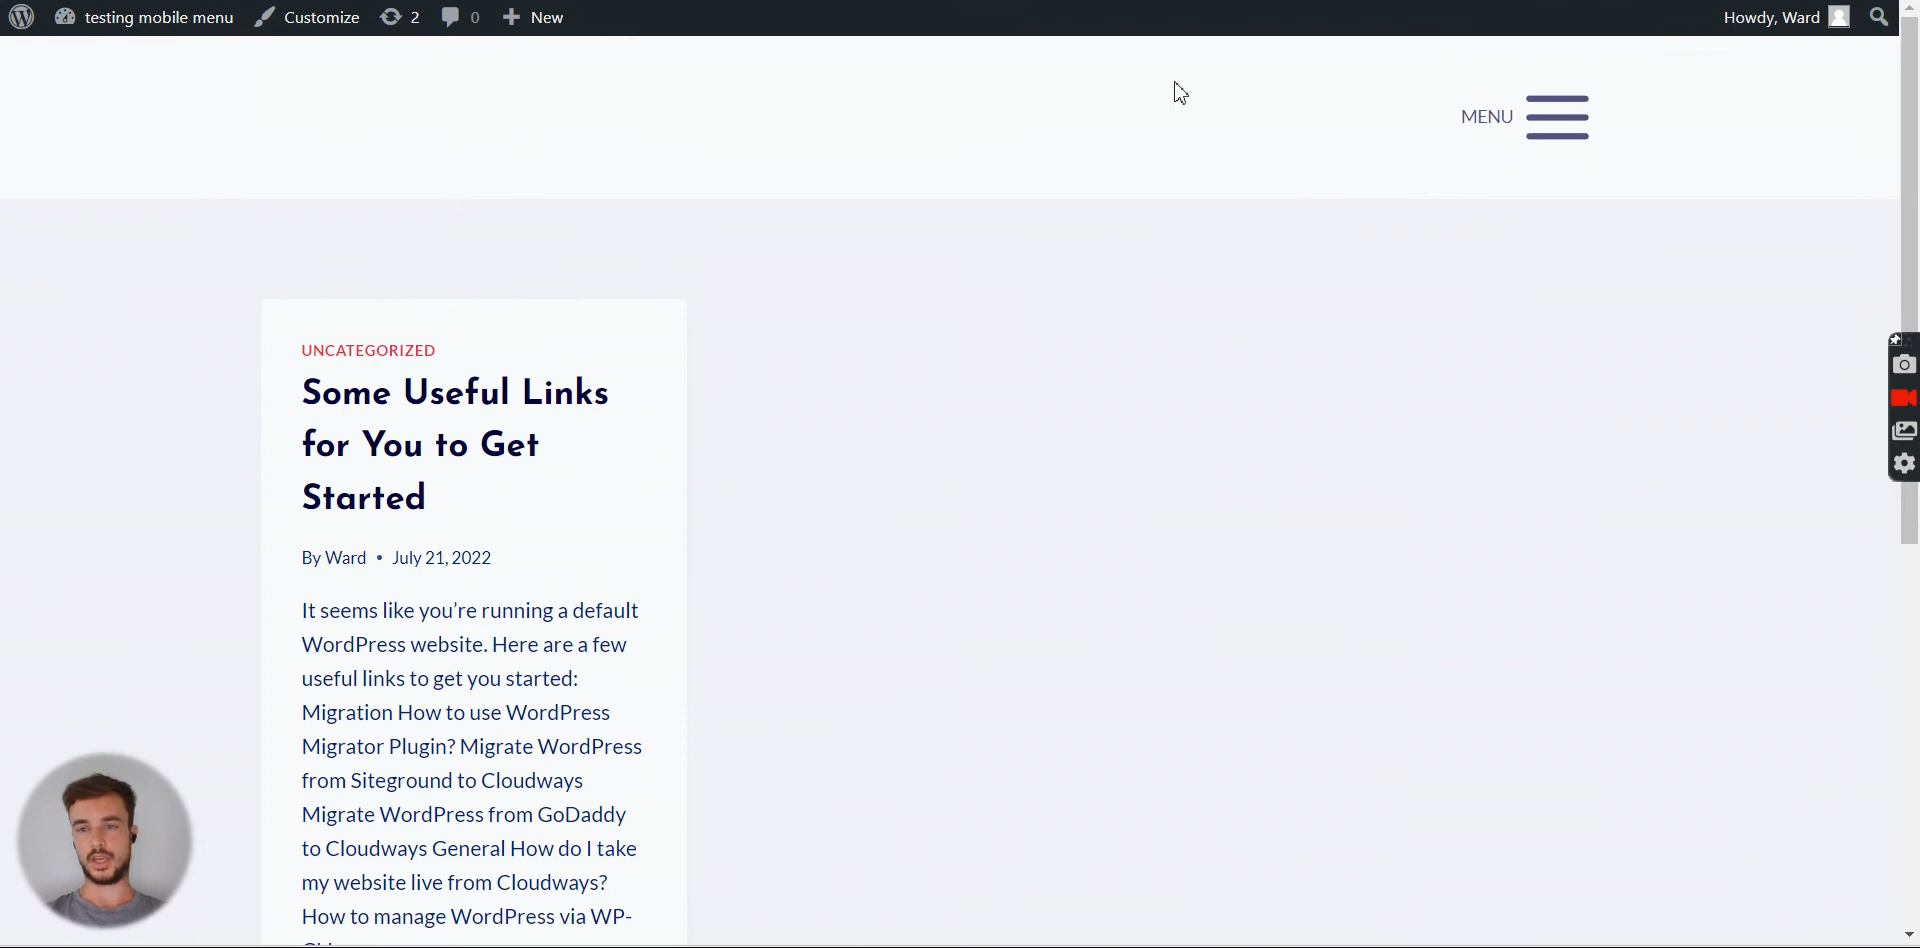 testing mobile menu Customize 2 0 New Howdy, Ward
MENU
UNCATEGORIZED
Some Useful Links
for You to Get
Started
By Ward • July 21, 2022
It seems like you’re running a default
WordPress website. Here are a few
useful links to get you started:
Migration How to use WordPress
Migrator Plugin? Migrate WordPress
from Siteground to Cloudways
Migrate WordPress from GoDaddy
to Cloudways General How do I take
my website live from Cloudways?
How to manage WordPress via WP-